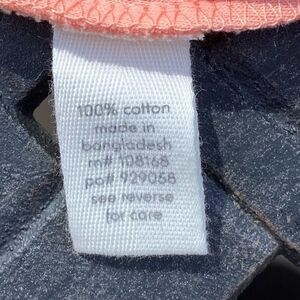 100% cotton
made in
bangladesh
rn# 108168
po# 929058
see reverse
for care